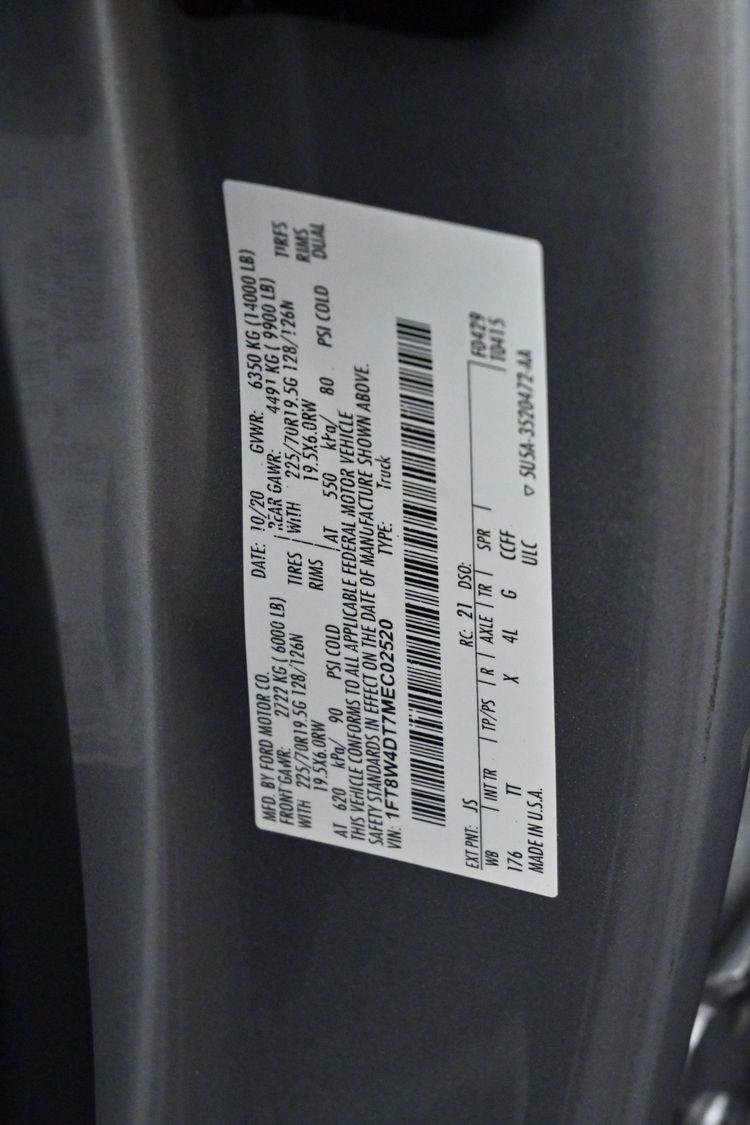 MFD. BY FORD MOTOR CO. DATE: 10/20 GVWR: 6350 KG (14000 LB)
FRONT GAWR: 2722 KG ( 6000 LB) REAR GAWR: 4491 KG ( 9900 LB)
WITH 225/70R19.5G 128/126N TIRES WITH 225/70R19.5G 128/126N TIRES
19.5X6.0RW RIMS 19.5X6.0RW RIMS
AT 620 kPa/ 90 PSI COLD AT 550 kPa/ 80 PSI COLD DUAL
THIS VEHICLE CONFORMS TO ALL APPLICABLE FEDERAL MOTOR VEHICLE
SAFETY STANDARDS IN EFFECT ON THE DATE OF MANUFACTURE SHOWN ABOVE.
VIN: 1FT8W4DT7MEC02520 TYPE: Truck
EXT PNT: JS RC: 21 DSO: F0429
WB INT TR TP/PS R AXLE TR SPR T0415
176 TT X 4L G CCFF
MADE IN U.S.A. ULC ▽ 5U5A-3520472-AA